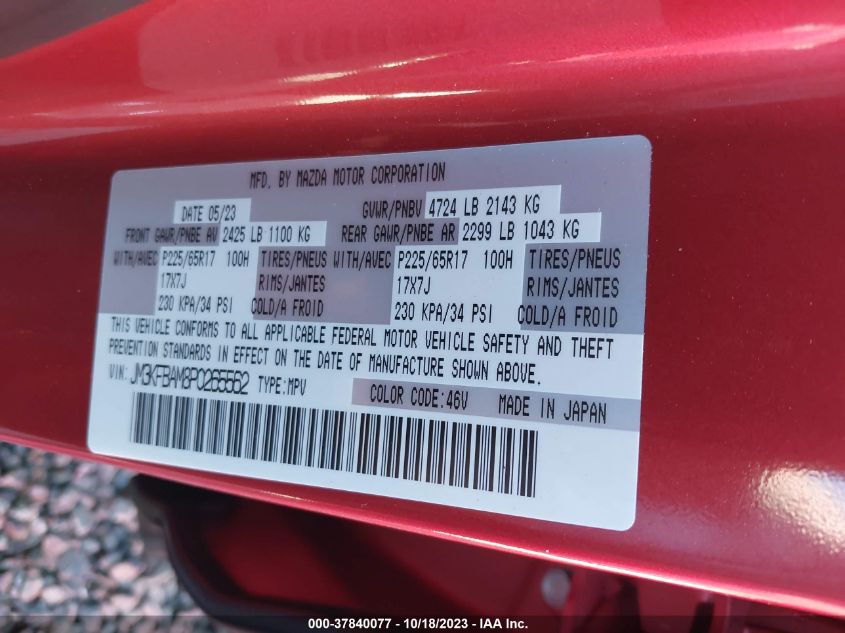 MFD. BY MAZDA MOTOR CORPORATION
DATE 05/23 GVWR/PNBV 4724 LB 2143 KG
FRONT GAWR/PNBE AV 2425 LB 1100 KG REAR GAWR/PNBE AR 2299 LB 1043 KG
WITH/AVEC P225/65R17 100H TIRES/PNEUS WITH/AVEC P225/65R17 100H TIRES/PNEUS
17X7J RIMS/JANTES 17X7J RIMS/JANTES
230 KPA/34 PSI COLD/A FROID 230 KPA/34 PSI COLD/A FROID
THIS VEHICLE CONFORMS TO ALL APPLICABLE FEDERAL MOTOR VEHICLE SAFETY AND THEFT
PREVENTION STANDARDS IN EFFECT ON THE DATE OF MANUFACTURE SHOWN ABOVE.
VIN: JM3KFBAM8P0265562 TYPE:MPV COLOR CODE:46V MADE IN JAPAN
000-37840077 - 10/18/2023 - IAA Inc.